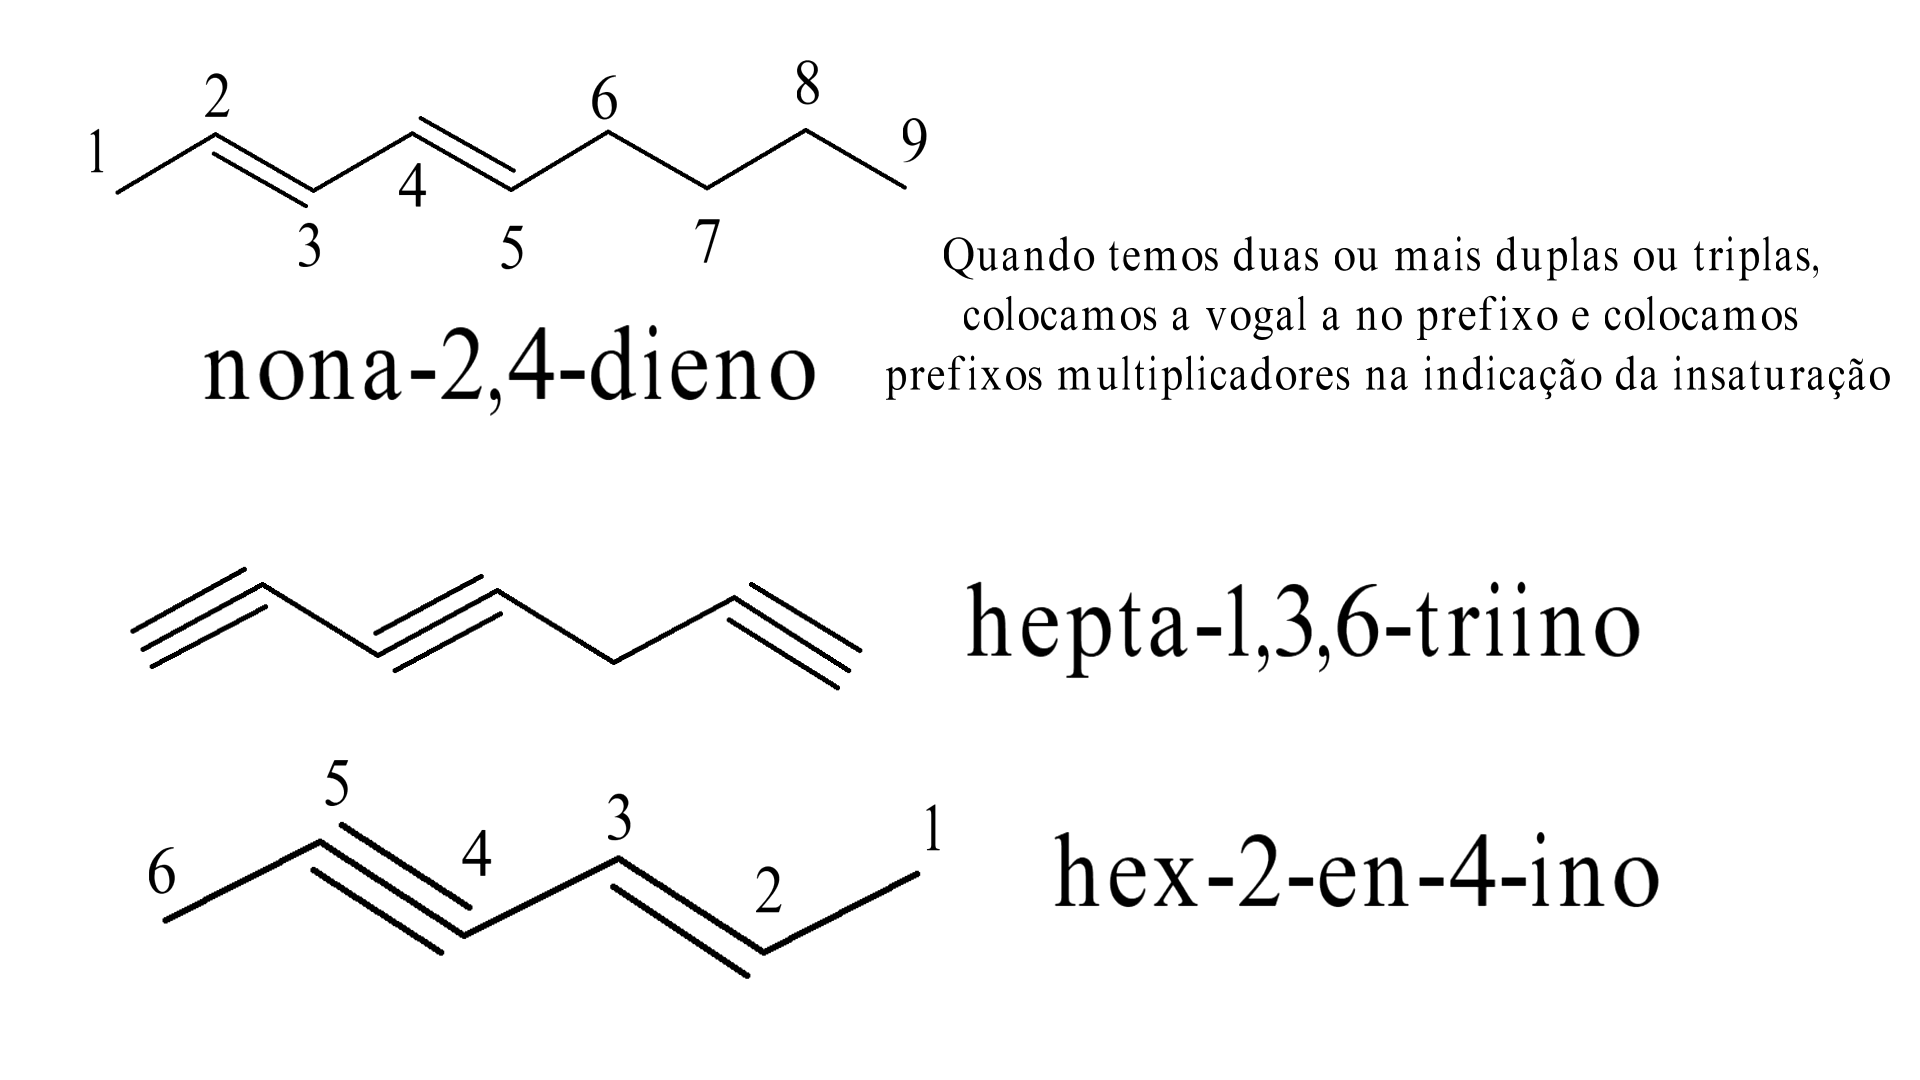 1 2 3 4 5 6 7 8 9
nona-2,4-dieno
Quando temos duas ou mais duplas ou triplas,
colocamos a vogal a no prefixo e colocamos
prefixos multiplicadores na indicação da insaturação
hepta-1,3,6-triino
6 5 4 3 2 1
hex-2-en-4-ino